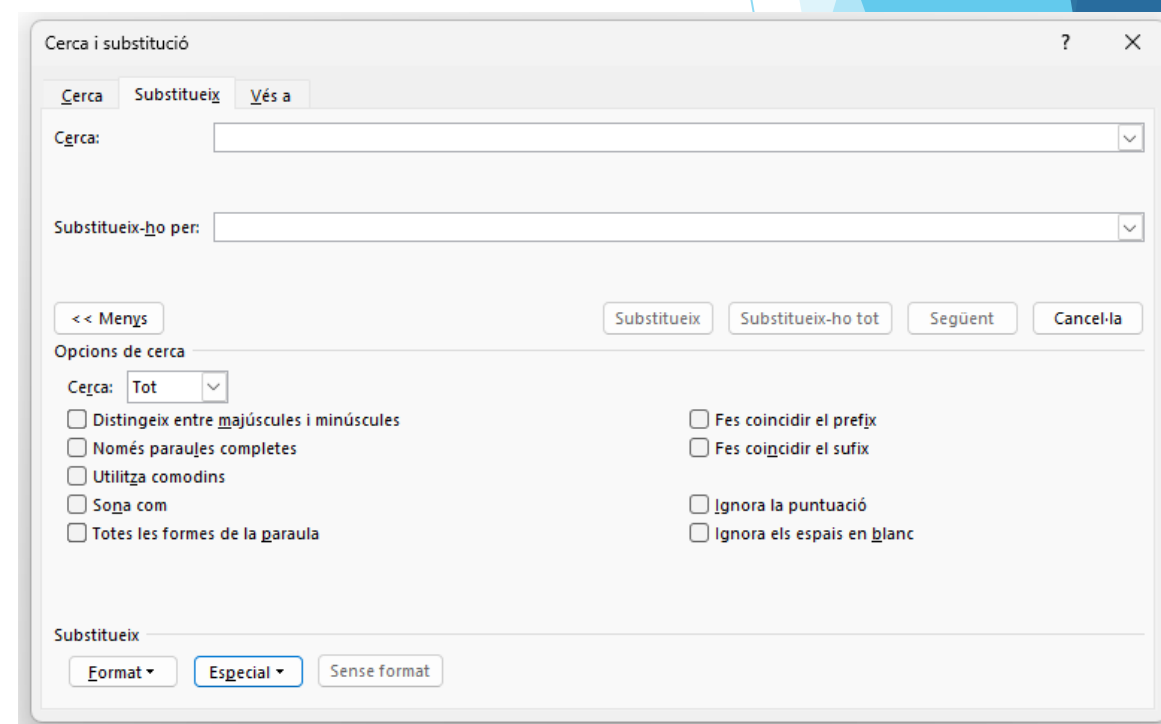 Cerca i substitució ?
Cerca Substitueix Vés a
Cerca:
Substitueix-ho per:
<< Menys Substitueix Substitueix-ho tot Següent Cancel·la
Opcions de cerca
Cerca: Tot
Distingeix entre majúscules i minúscules Fes coincidir el prefix
Només paraules completes Fes coincidir el sufix
Utilitza comodins
Sona com Ignora la puntuació
Totes les formes de la paraula Ignora els espais en blanc
Substitueix
Format Especial Sense format